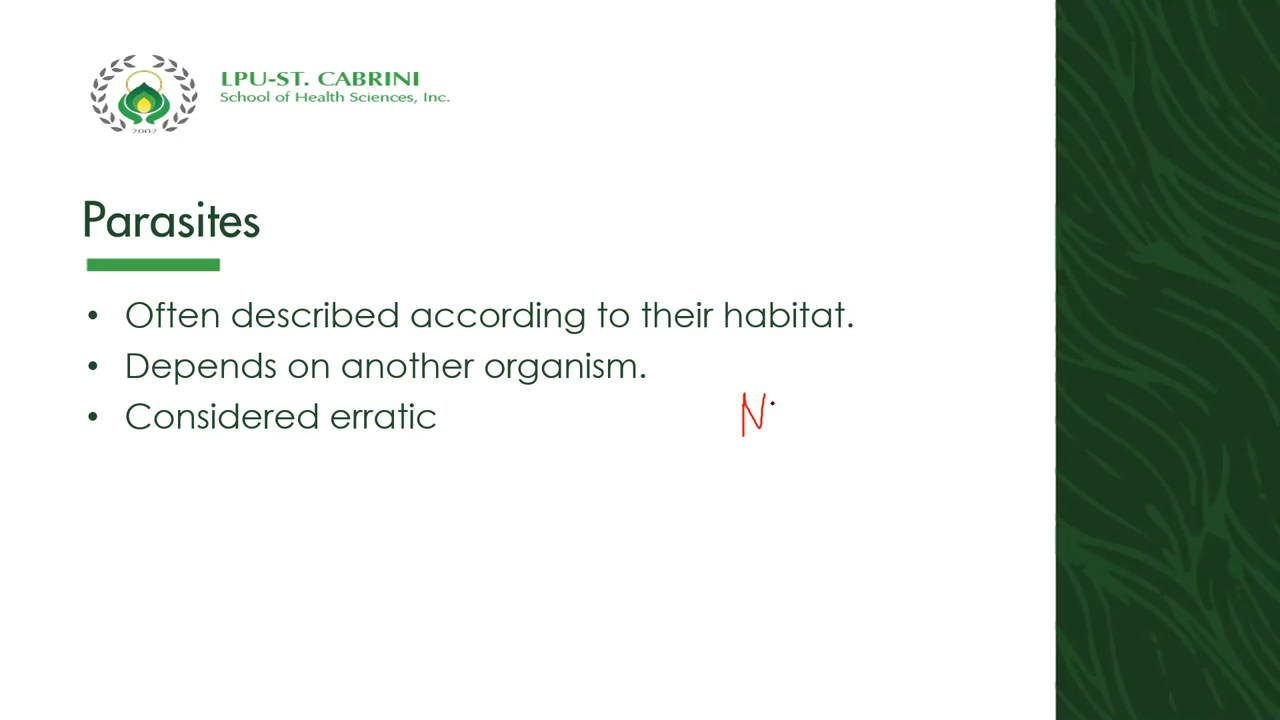 2002
LPU-ST. CABRINI
School of Health Sciences, Inc.
Parasites
• Often described according to their habitat.
• Depends on another organism.
• Considered erratic
N